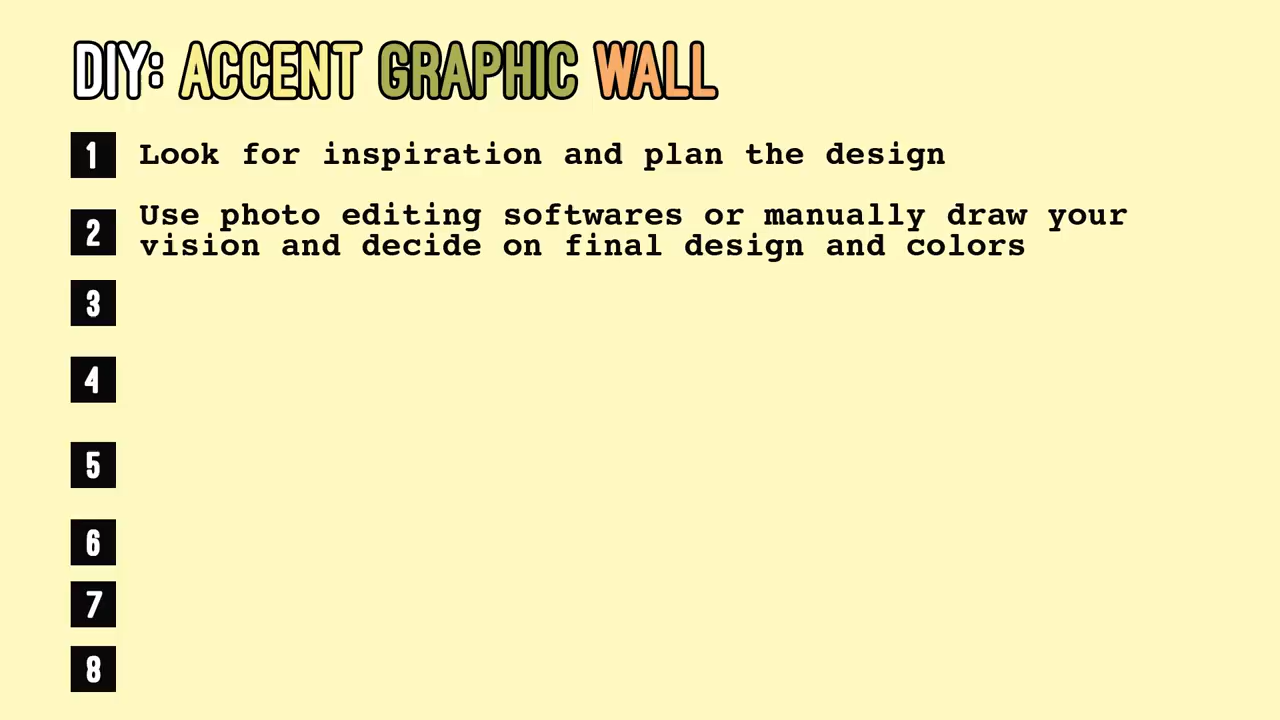 DIY: ACCENT GRAPHIC WALL
1 Look for inspiration and plan the design
2 Use photo editing softwares or manually draw your
vision and decide on final design and colors
3
4
5
6
7
8